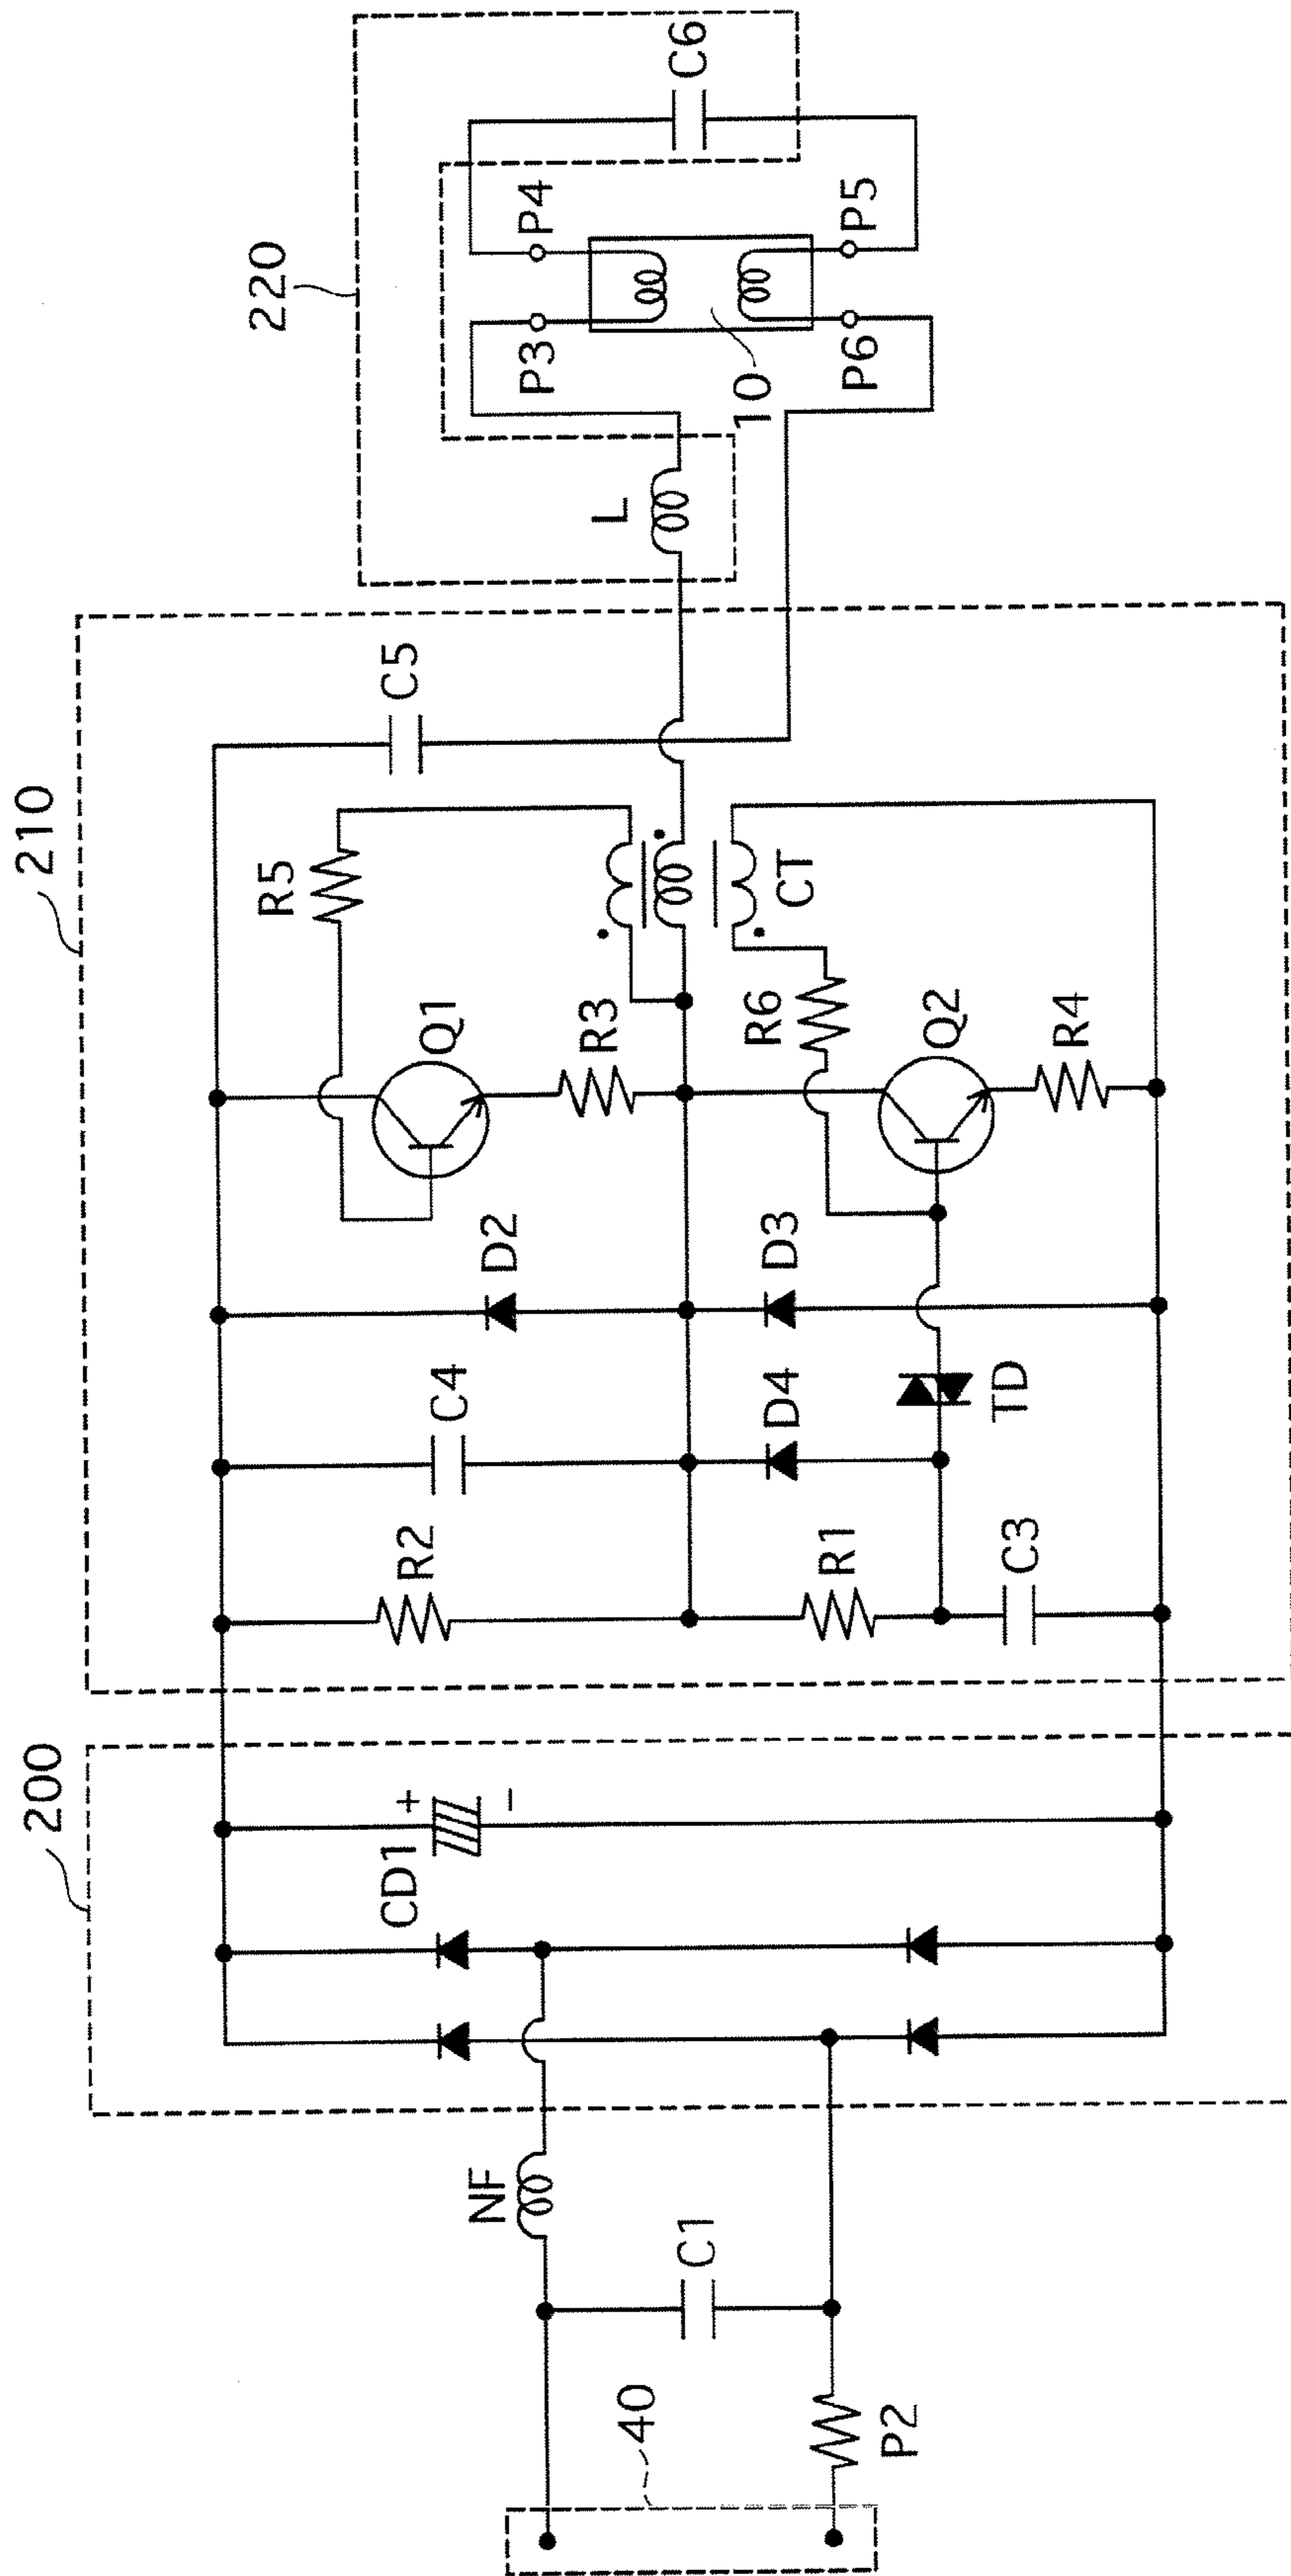 200
210
220
40
P2
C1
NF
CD1
+
−
R2
C4
D2
Q1
R5
C5
R1
D4
D3
R3
C3
TD
Q2
R6
R4
CT
L
P3
P4
10
P6
P5
C6